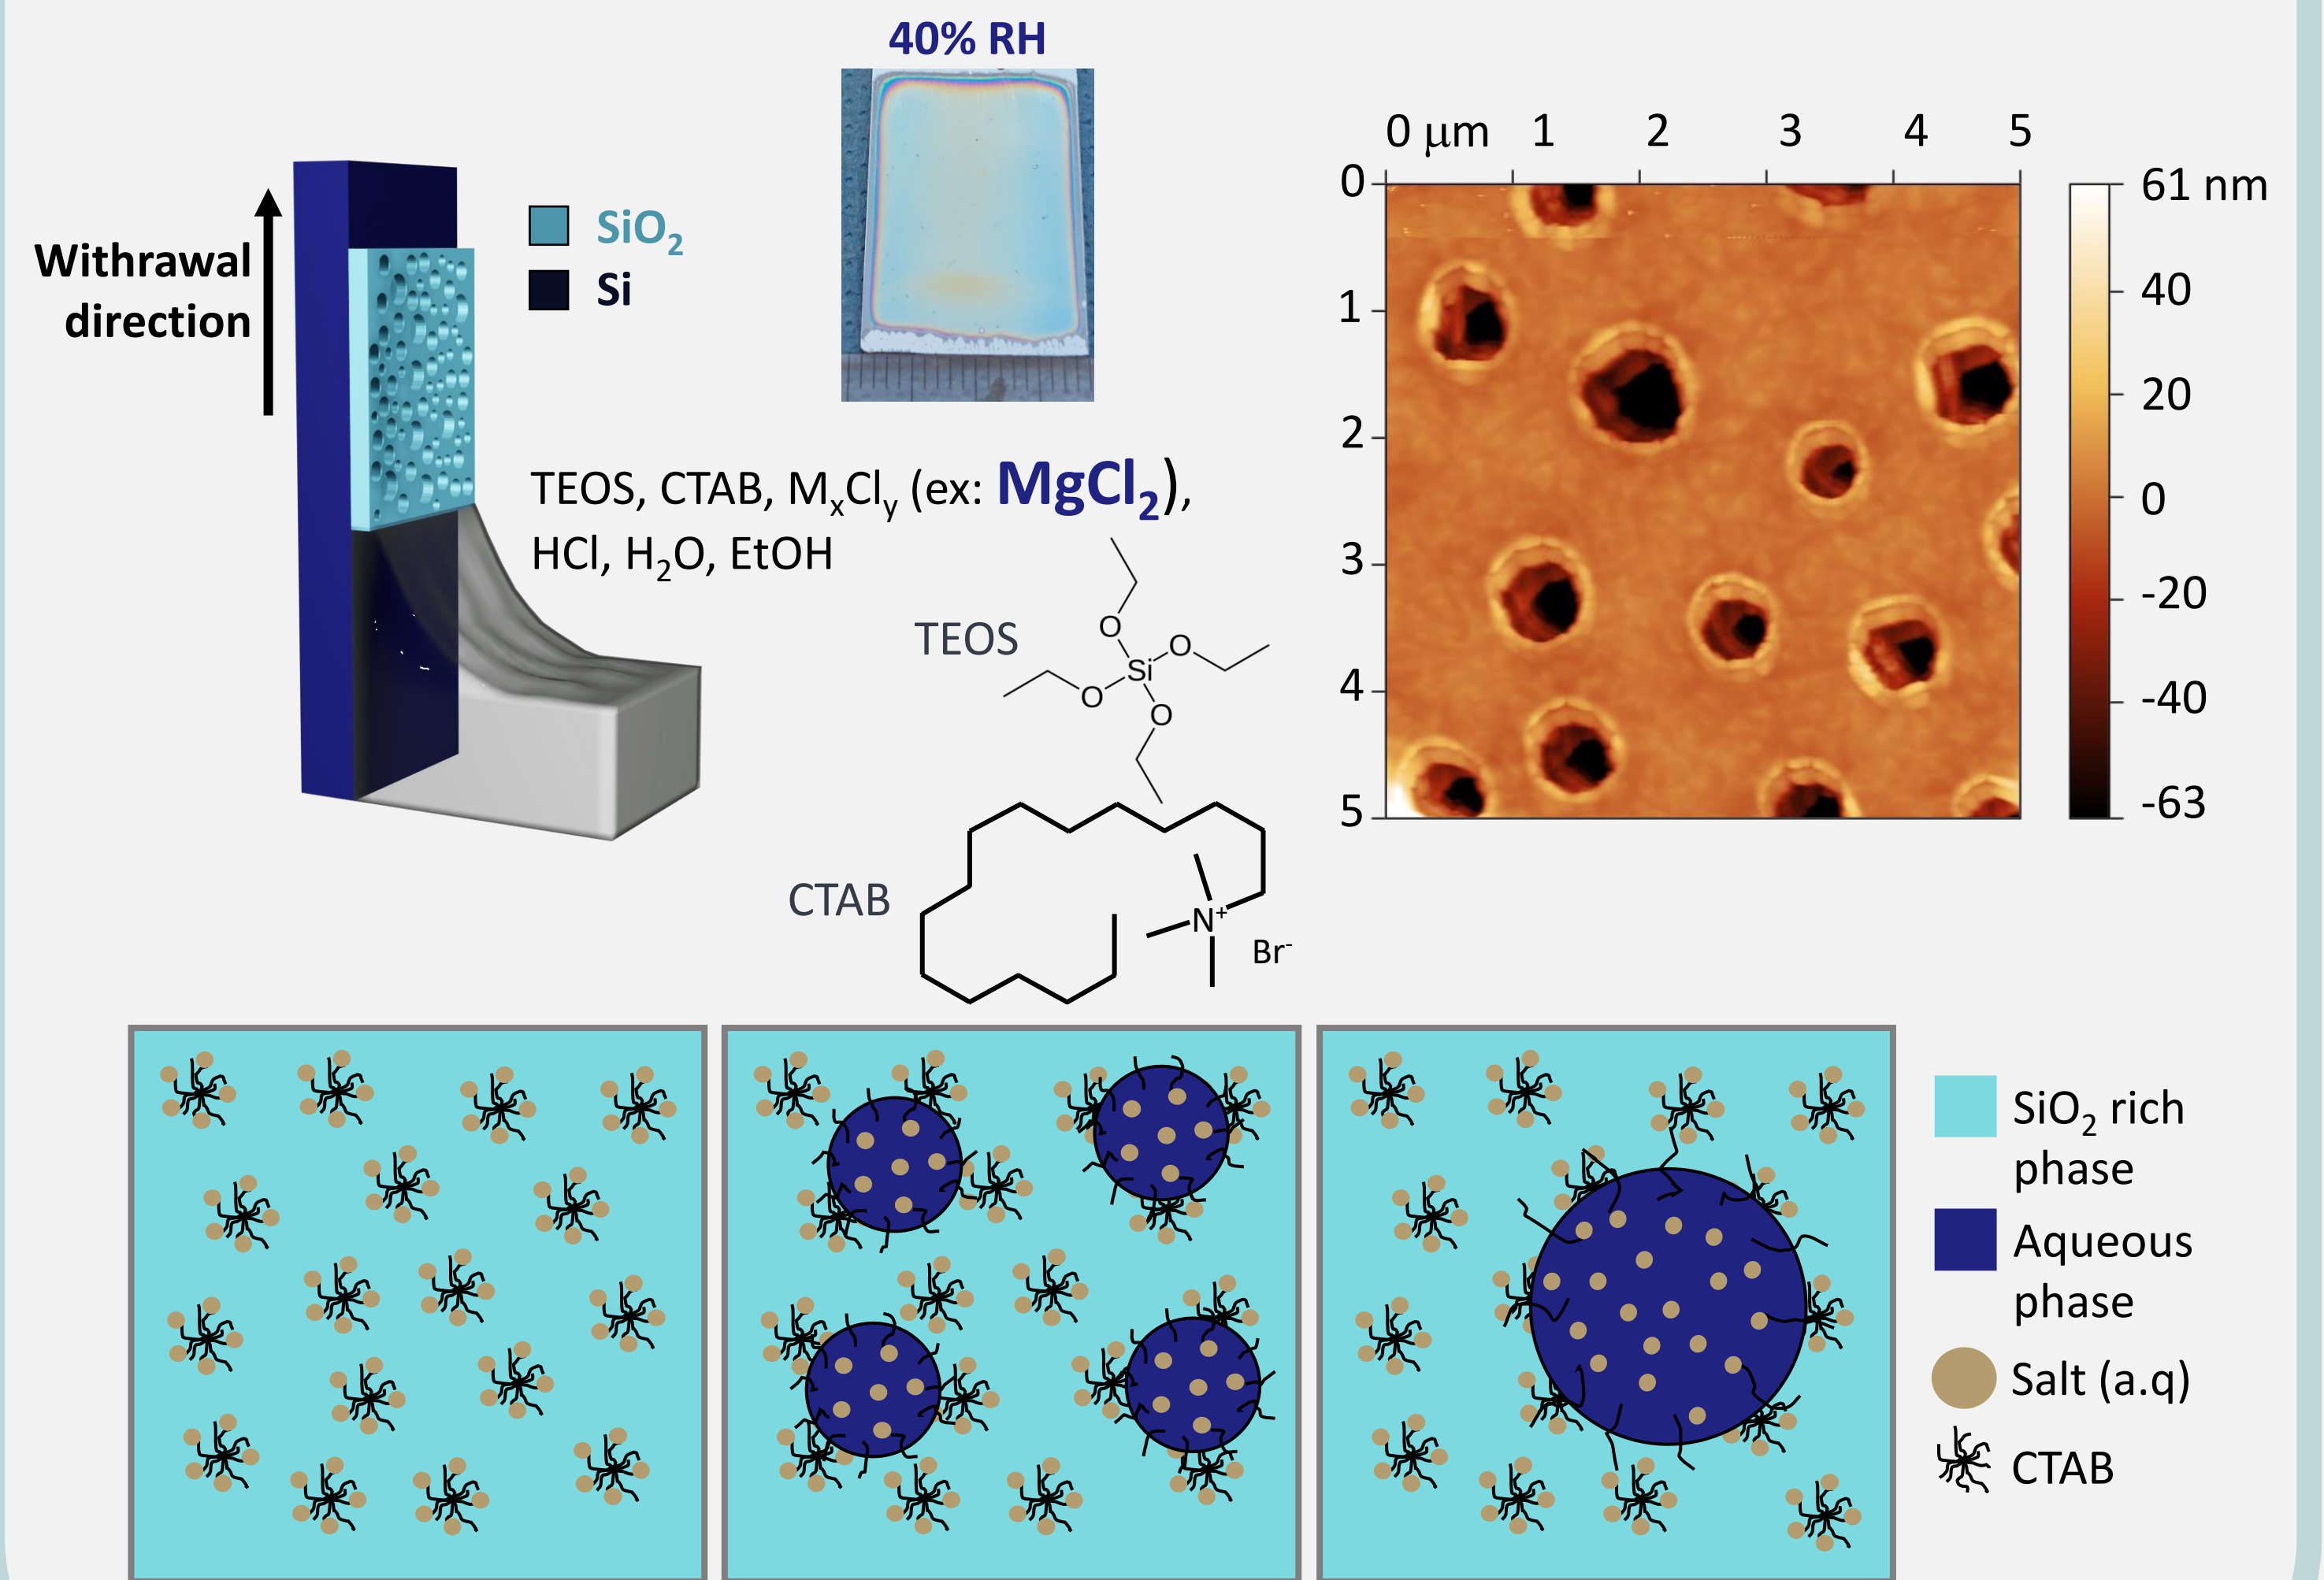 40% RH
Withrawal
direction
SiO₂
Si
TEOS, CTAB, MₓClᵧ (ex: MgCl₂),
HCl, H₂O, EtOH
TEOS
O
O
Si
O
O
CTAB
N⁺
Br⁻
0 μm 1 2 3 4 5
0
1
2
3
4
5
61 nm
40
20
0
-20
-40
-63
SiO₂ rich
phase
Aqueous
phase
Salt (a.q)
CTAB